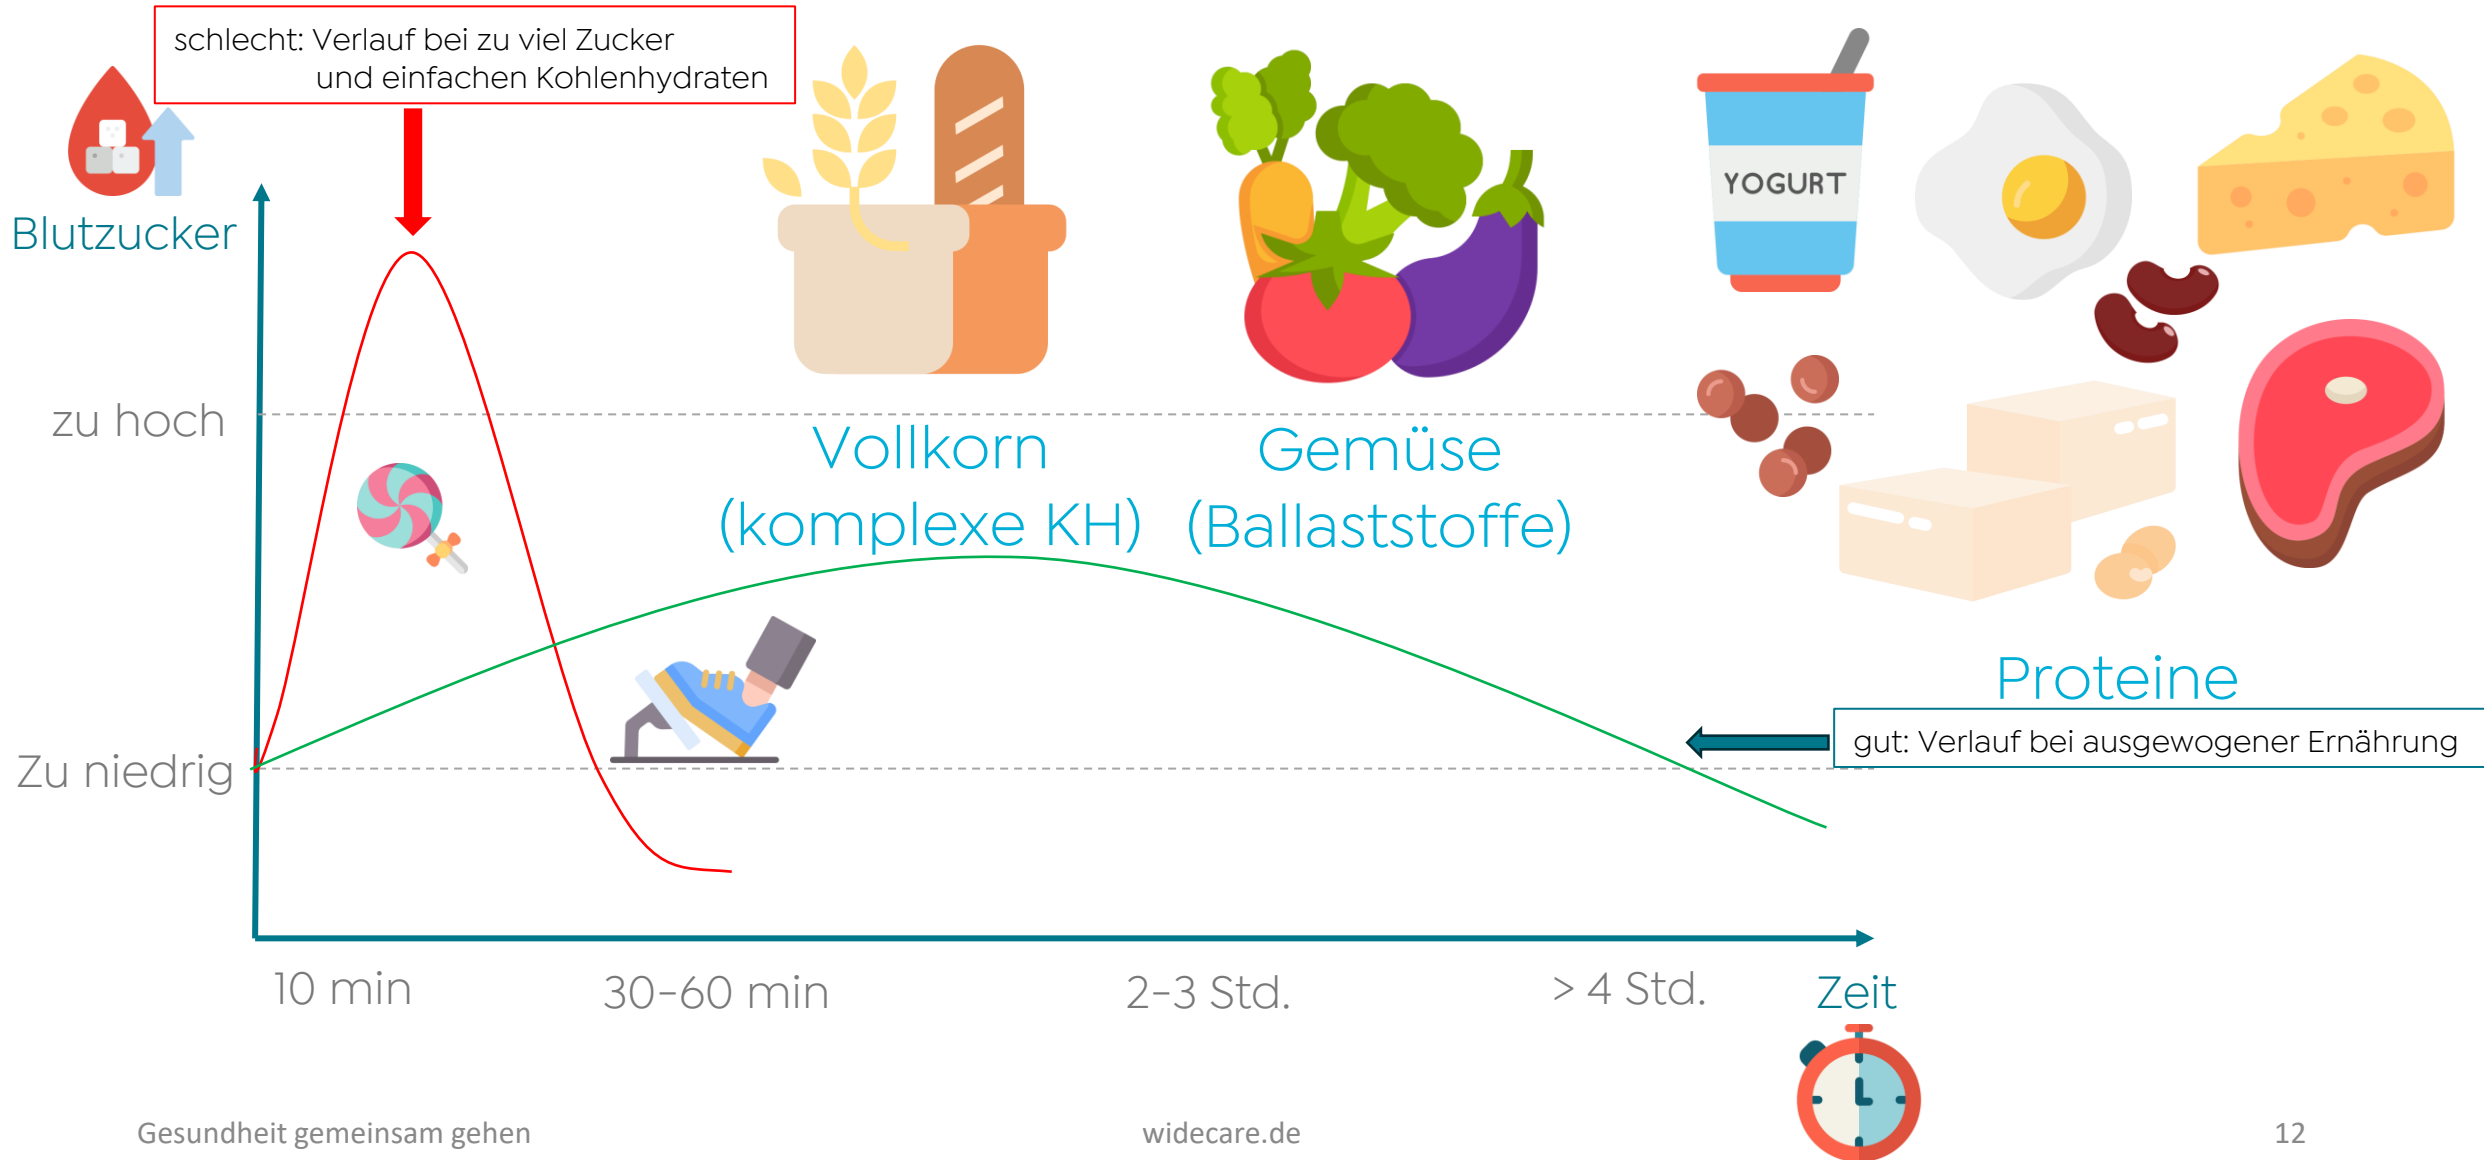 schlecht: Verlauf bei zu viel Zucker
und einfachen Kohlenhydraten
Blutzucker
YOGURT
zu hoch
Vollkorn
(komplexe KH)
Gemüse
(Ballaststoffe)
Proteine
gut: Verlauf bei ausgewogener Ernährung
Zu niedrig
10 min
30-60 min
2-3 Std.
> 4 Std.
Zeit
Gesundheit gemeinsam gehen
widecare.de
12